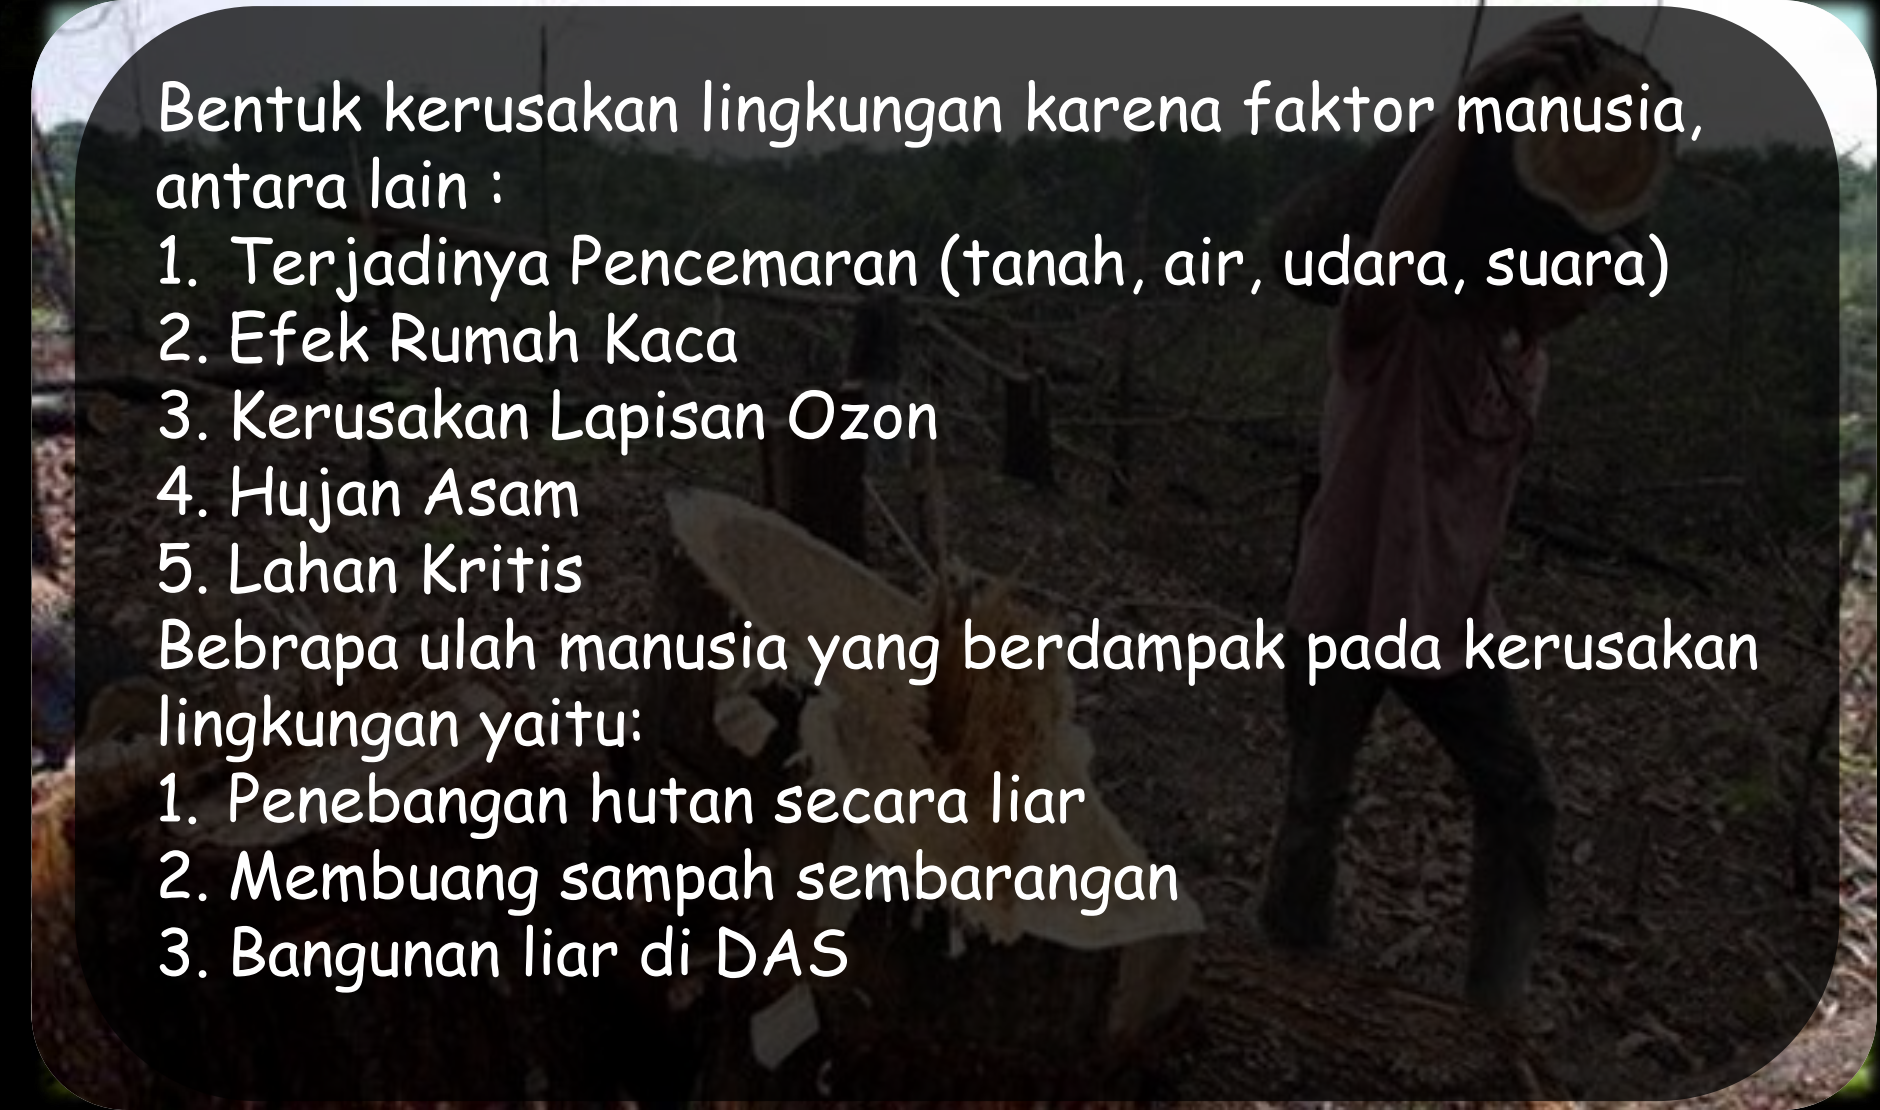 Bentuk kerusakan lingkungan karena faktor manusia,
antara lain :
1. Terjadinya Pencemaran (tanah, air, udara, suara)
2. Efek Rumah Kaca
3. Kerusakan Lapisan Ozon
4. Hujan Asam
5. Lahan Kritis
Bebrapa ulah manusia yang berdampak pada kerusakan
lingkungan yaitu:
1. Penebangan hutan secara liar
2. Membuang sampah sembarangan
3. Bangunan liar di DAS